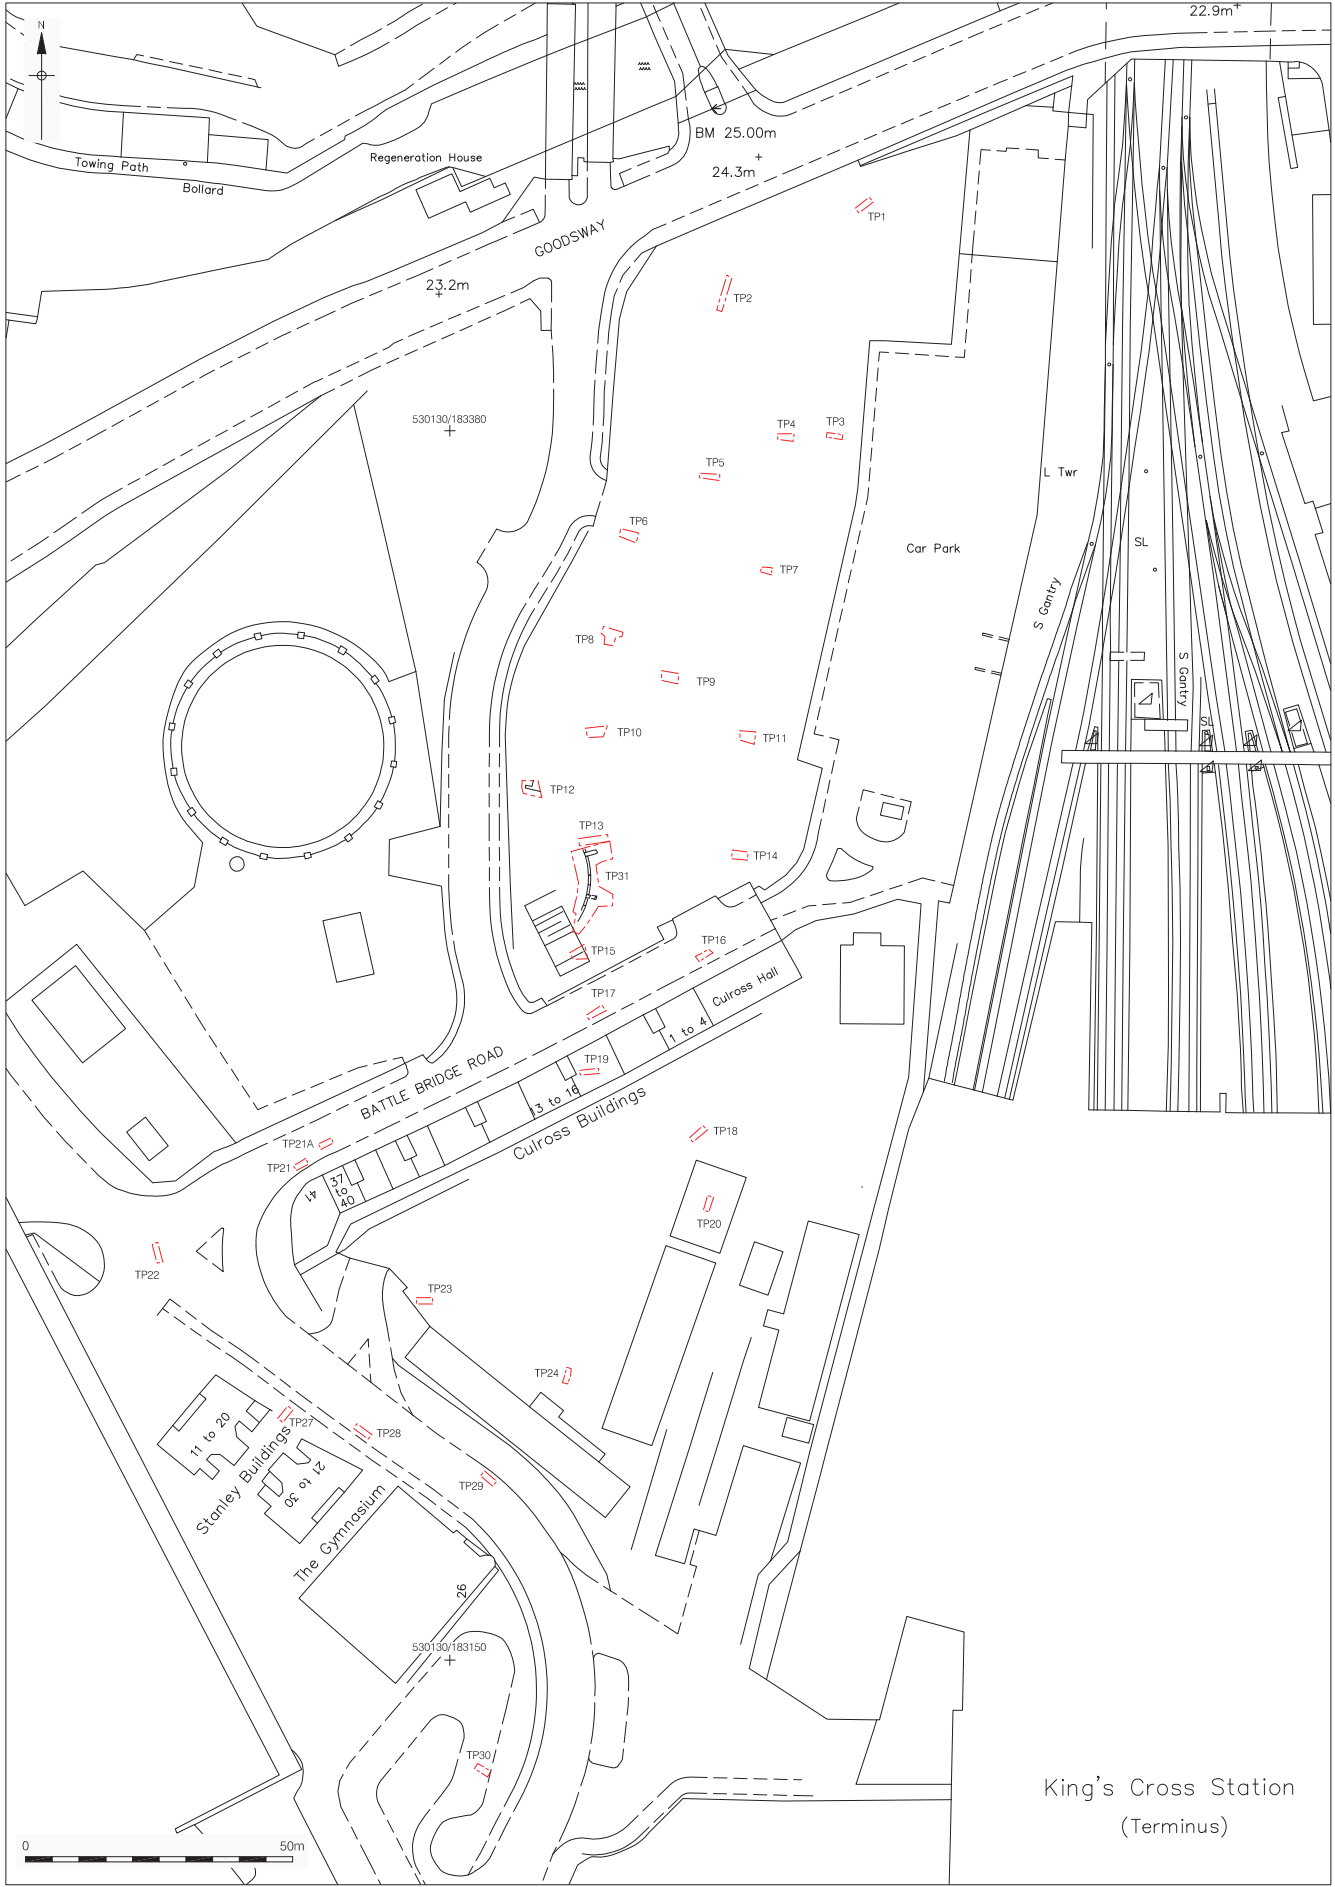 22.9m
N
BM 25.00m
Regeneration House
Towing Path
Bollard
24.3m
TP1
GOODSWAY
23.2m
TP2
530130/183380
TP4
TP3
TP5
L Twr
TP6
Car Park
SL
TP7
S Gantry
TP8
S Gantry
TP9
SL
TP10
TP11
TP12
TP13
TP14
TP31
TP16
TP15
Culross Hall
TP17
1 to 4
BATTLE BRIDGE ROAD
TP19
13 to 16
Culross Buildings
TP18
TP21A
TP21
37
to
40
41
TP20
TP22
TP23
TP24
TP27
11 to 20
TP28
Stanley Buildings
21 to 30
TP29
The Gymnasium
26
530130/183150
TP30
King's Cross Station
(Terminus)
0
50m